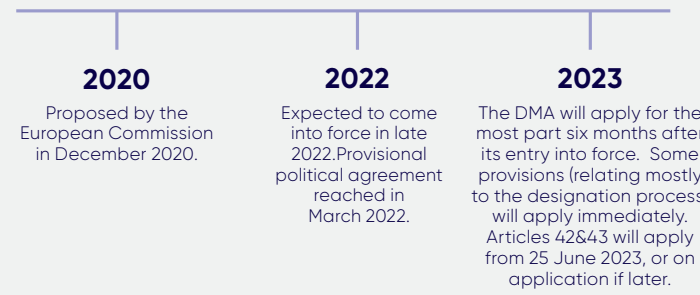 2020
Proposed by the
European Commission
in December 2020.
2022
Expected to come
into force in late
2022.Provisional
political agreement
reached in
March 2022.
2023
The DMA will apply for the
most part six months after
its entry into force.  Some
provisions (relating mostly
to the designation process
will apply immediately.
Articles 42&43 will apply
from 25 June 2023, or on
application if later.